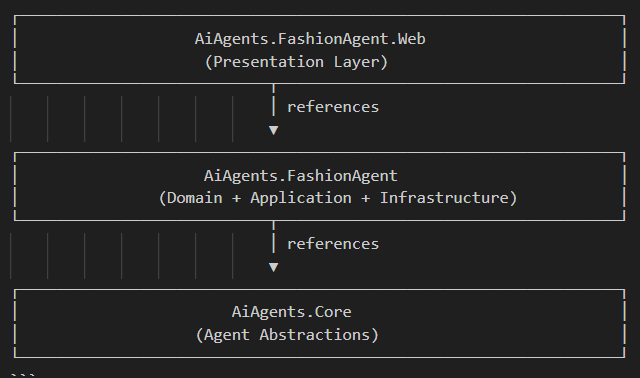 AiAgents.FashionAgent.Web
(Presentation Layer)
references
AiAgents.FashionAgent
(Domain + Application + Infrastructure)
references
AiAgents.Core
(Agent Abstractions)
```